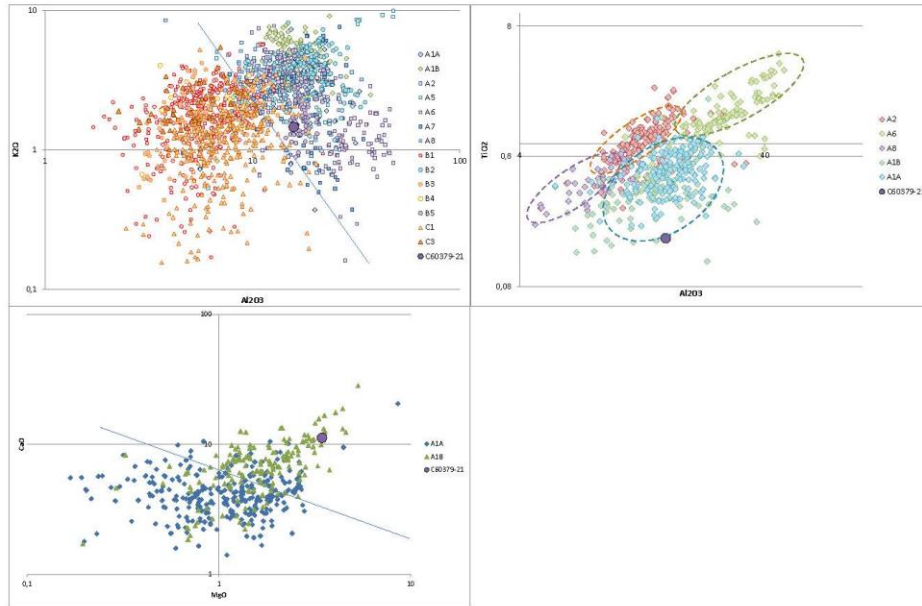 10
1
0,1
K2O
1
10
100
Al2O3
A1A
A1B
A2
A5
A6
A7
A8
B1
B2
B3
B4
B5
C1
C3
C60379-21
8
0,8
0,08
TiO2
4
40
Al2O3
A2
A6
A8
A1B
A1A
C60379-21
100
10
1
CaO
0,1
1
10
MgO
A1A
A1B
C60379-21